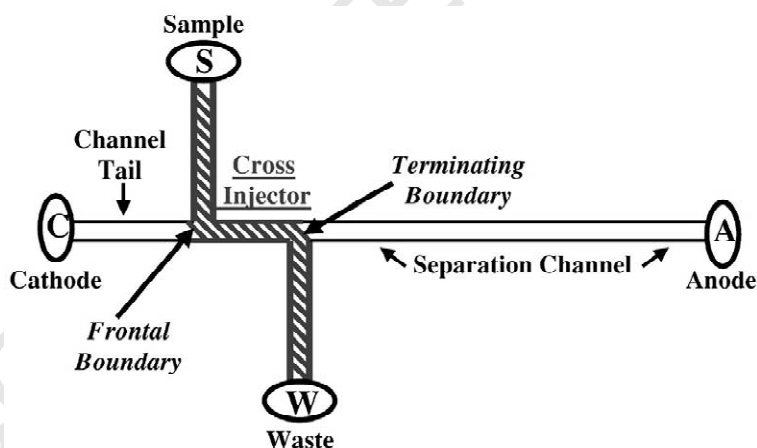 Sample
S
Channel
Tail
Cross
Injector
Terminating
Boundary
C
A
Cathode
Separation Channel
Anode
Frontal
Boundary
W
Waste